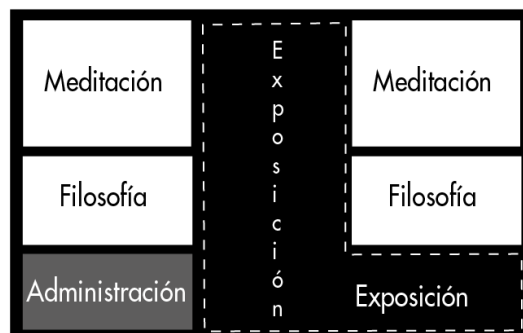 Meditación
Filosofía
Administración
Exposición
Meditación
Filosofía
Exposición